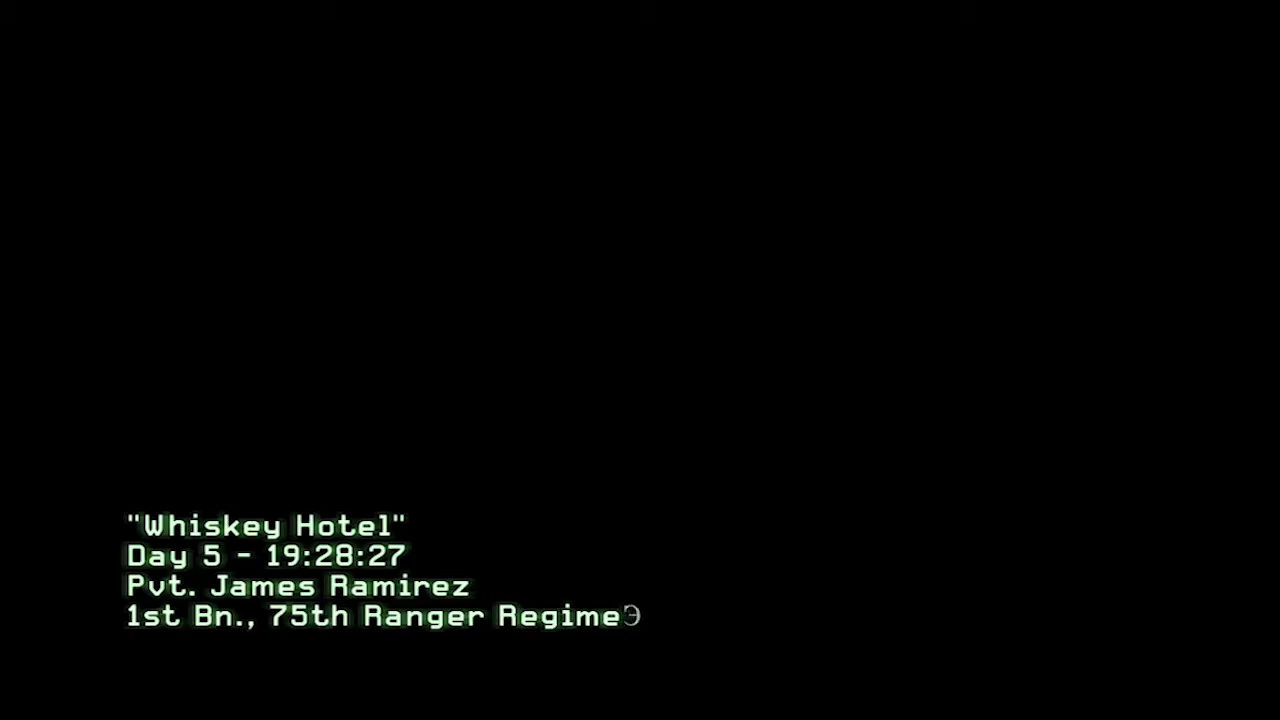 "Whiskey Hotel"
Day 5 - 19:28:27
Pvt. James Ramirez
1st Bn., 75th Ranger Regime